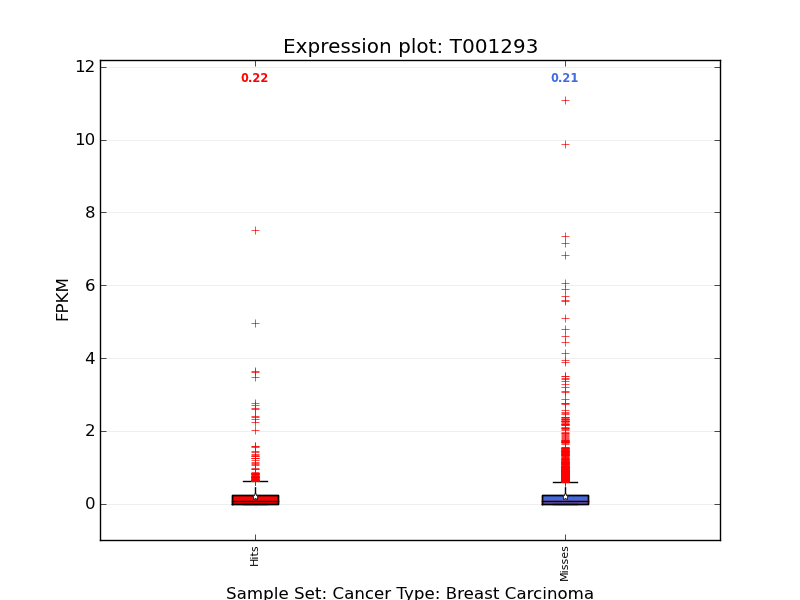 Expression plot: T001293
12
10
8
6
4
2
0
FPKM
0.22
0.21
Hits
Misses
Sample Set: Cancer Type: Breast Carcinoma